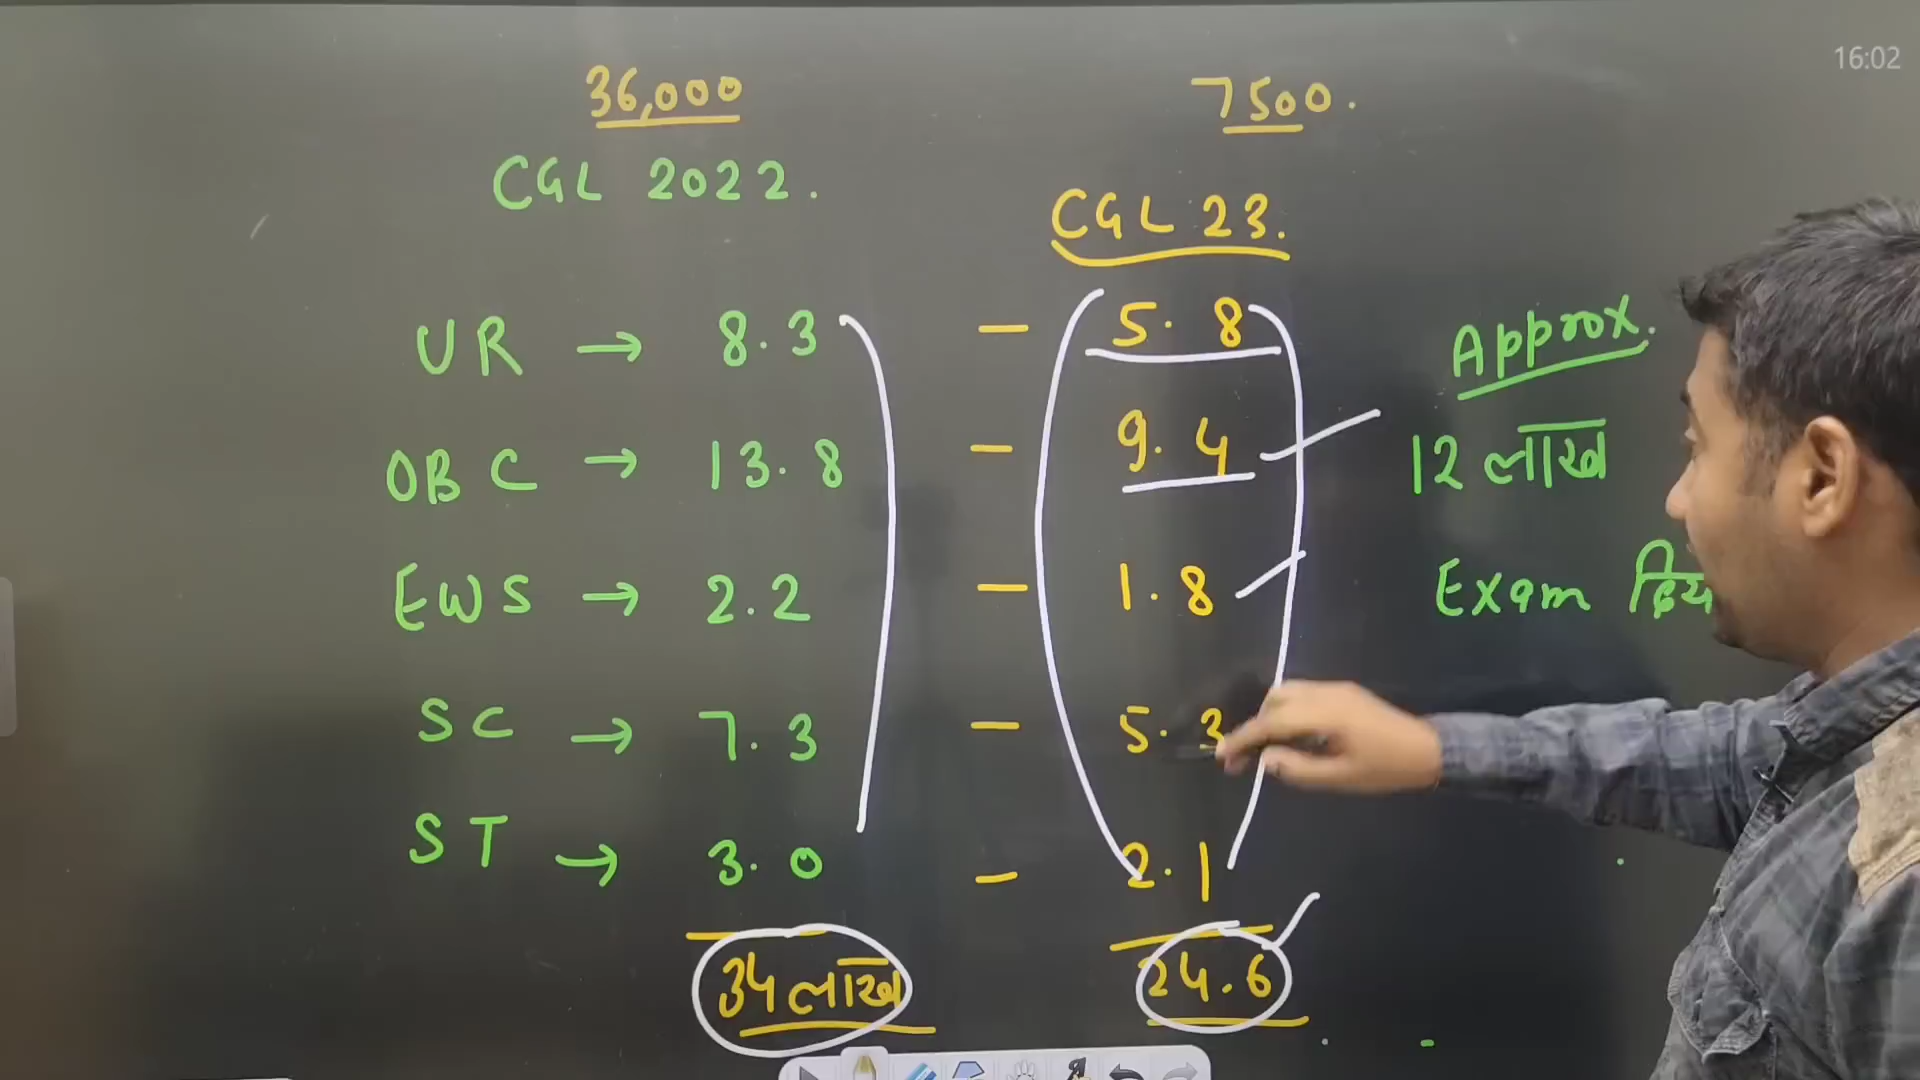 16:02
36,000 7500.
CGL 2022. CGL 23.
UR → 8.3 - 5.8
Approx.
OBC → 13.8 - 9.4
12 लाख
EWS → 2.2 - 1.8
Exam
SC → 7.3 - 5.3
ST → 3.0 - 2.1
34 लाख 24.6